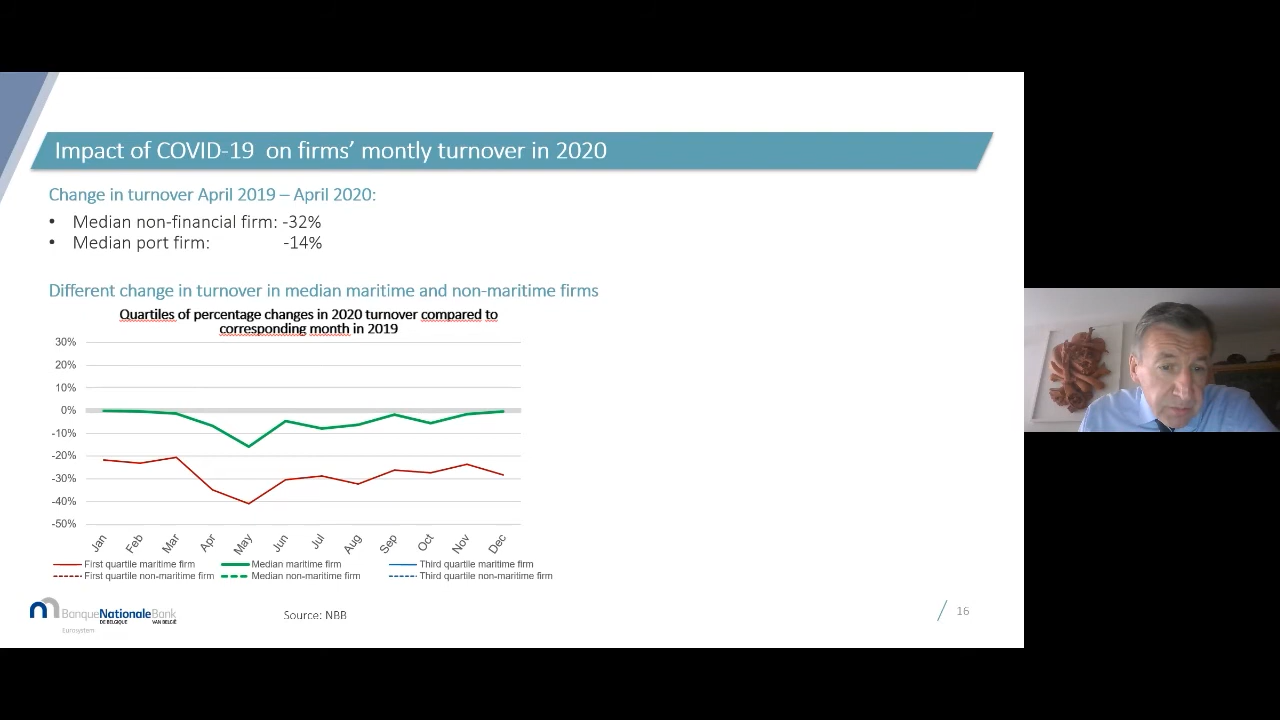 Impact of COVID-19 on firms' montly turnover in 2020
Change in turnover April 2019 – April 2020:
• Median non-financial firm: -32%
• Median port firm: -14%
Different change in turnover in median maritime and non-maritime firms
Quartiles of percentage changes in 2020 turnover compared to
corresponding month in 2019
30%
20%
10%
0%
-10%
-20%
-30%
-40%
-50%
Jan Feb Mar Apr May Jun Jul Aug Sep Oct Nov Dec
First quartile maritime firm Median maritime firm Third quartile maritime firm
First quartile non-maritime firm Median non-maritime firm Third quartile non-maritime firm
BanqueNationaleBank
DE BELGIQUE VAN BELGIË
Eurosystem
Source: NBB
16